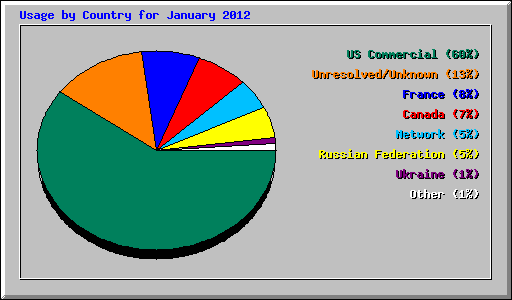 Usage by Country for January 2012
US Commercial (60%)
Unresolved/Unknown (13%)
France (8%)
Canada (7%)
Network (5%)
Russian Federation (5%)
Ukraine (1%)
Other (1%)